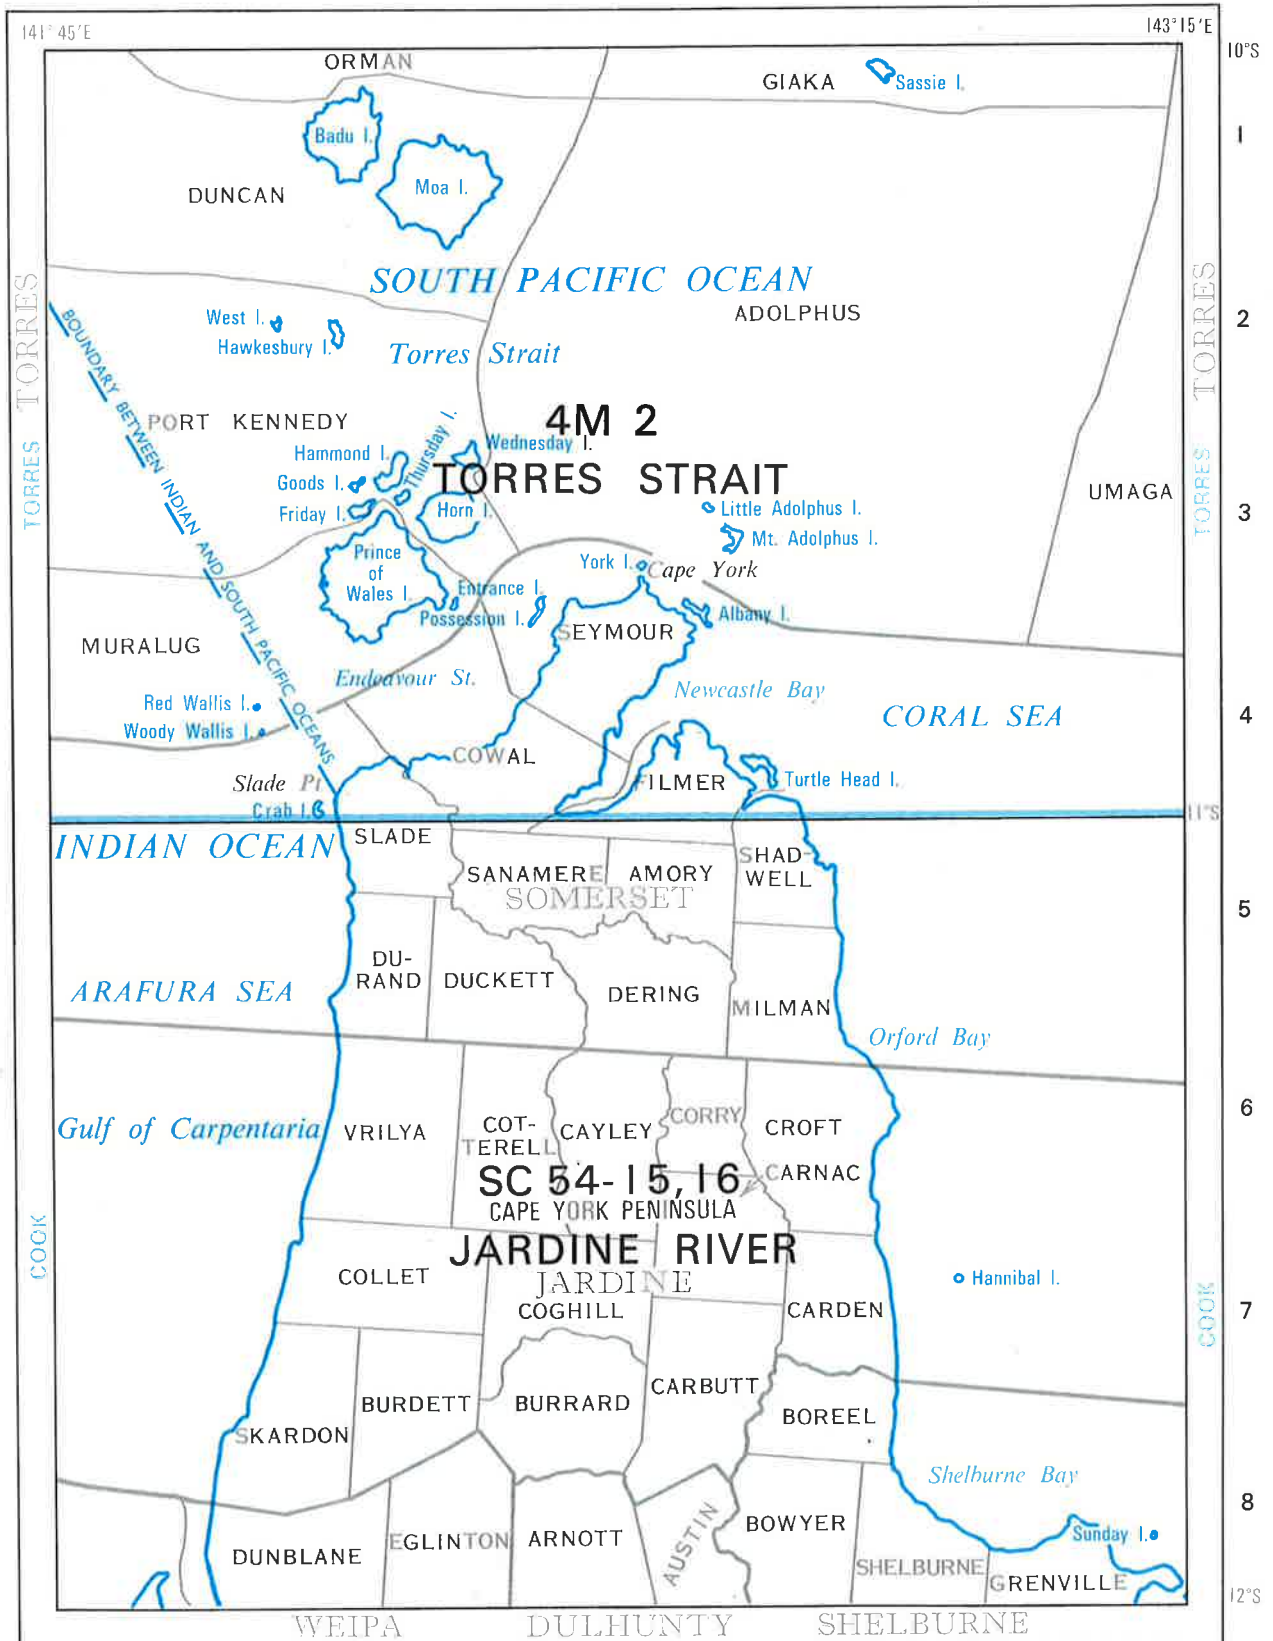 141°45′E
143°15′E
10°S
ORMAN
GIAKA
Sassie I.
Badu I.
1
Moa I.
DUNCAN
TORRES
SOUTH PACIFIC OCEAN
TORRES
ADOLPHUS
West I.
2
Hawkesbury I.
Torres Strait
BOUNDARY BETWEEN INDIAN AND SOUTH PACIFIC OCEANS
PORT KENNEDY
4M 2
Thursday I.
Wednesday I.
Hammond I.
TORRES
TORRES STRAIT
TORRES
Goods I.
UMAGA
Friday I.
Horn I.
Little Adolphus I.
3
Mt. Adolphus I.
Prince
of
Wales I.
York I.
Cape York
Entrance I.
Possession I.
Albany I.
SEYMOUR
MURALUG
Endeavour St.
Newcastle Bay
Red Wallis I.
CORAL SEA
4
Woody Wallis I.
COWAL
Slade Pt
FILMER
Turtle Head I.
Crab I.
11°S
INDIAN OCEAN
SLADE
SHAD-
WELL
SANAMERE
AMORY
SOMERSET
5
DU-
RAND
DUCKETT
ARAFURA SEA
DERING
MILMAN
Orford Bay
6
Gulf of Carpentaria
VRILYA
COT-
TERELL
CAYLEY
CORRY
CROFT
SC 54-15,16
CARNAC
CAPE YORK PENINSULA
COOK
JARDINE RIVER
COLLET
JARDINE
Hannibal I.
COGHILL
CARDEN
COOK
7
CARBUTT
BURDETT
BURRARD
BOREEL
SKARDON
Shelburne Bay
8
AUSTIN
BOWYER
Sunday I.
DUNBLANE
EGLINTON
ARNOTT
SHELBURNE
GRENVILLE
12°S
WEIPA
DULHUNTY
SHELBURNE